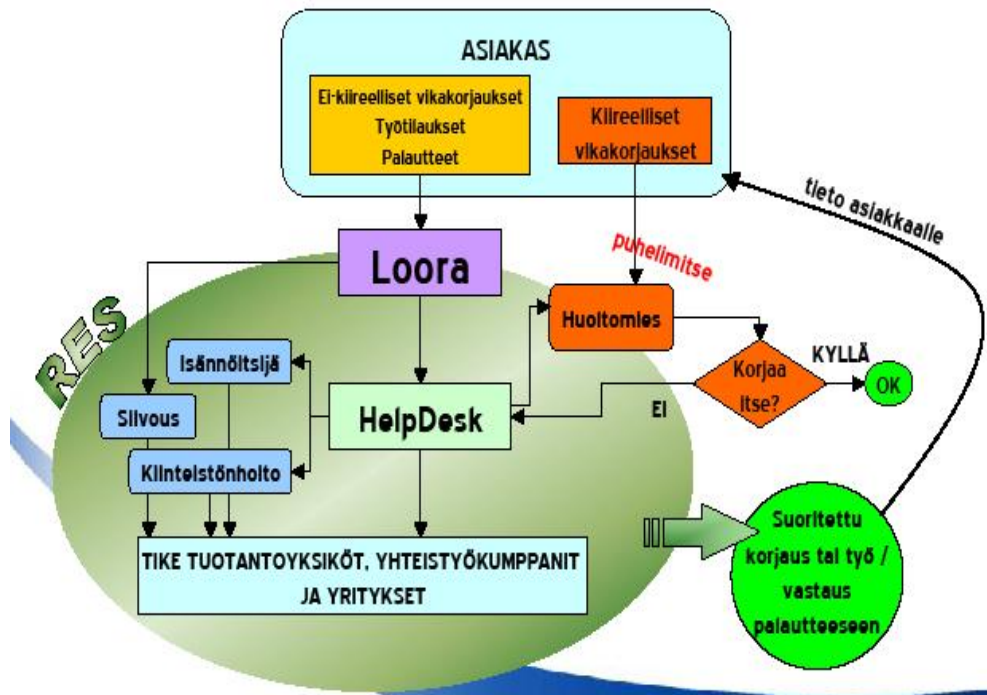 ASIAKAS
Ei-kiireelliset vikakorjaukset
Työtilaukset
Palautteet
Kiireelliset
vikakorjaukset
tieto asiakkaalle
puhelimitse
Loora
RES
Huoltomies
Isännöitsijä
Korjaa
itse?
KYLLÄ
OK
Siivous
HelpDesk
EI
Kiinteistönhoito
Suoritettu
korjaus tai työ /
vastaus
palautteeseen
TIKE TUOTANTOYKSIKÖT, YHTEISTYÖKUMPPANIT
JA YRITYKSET